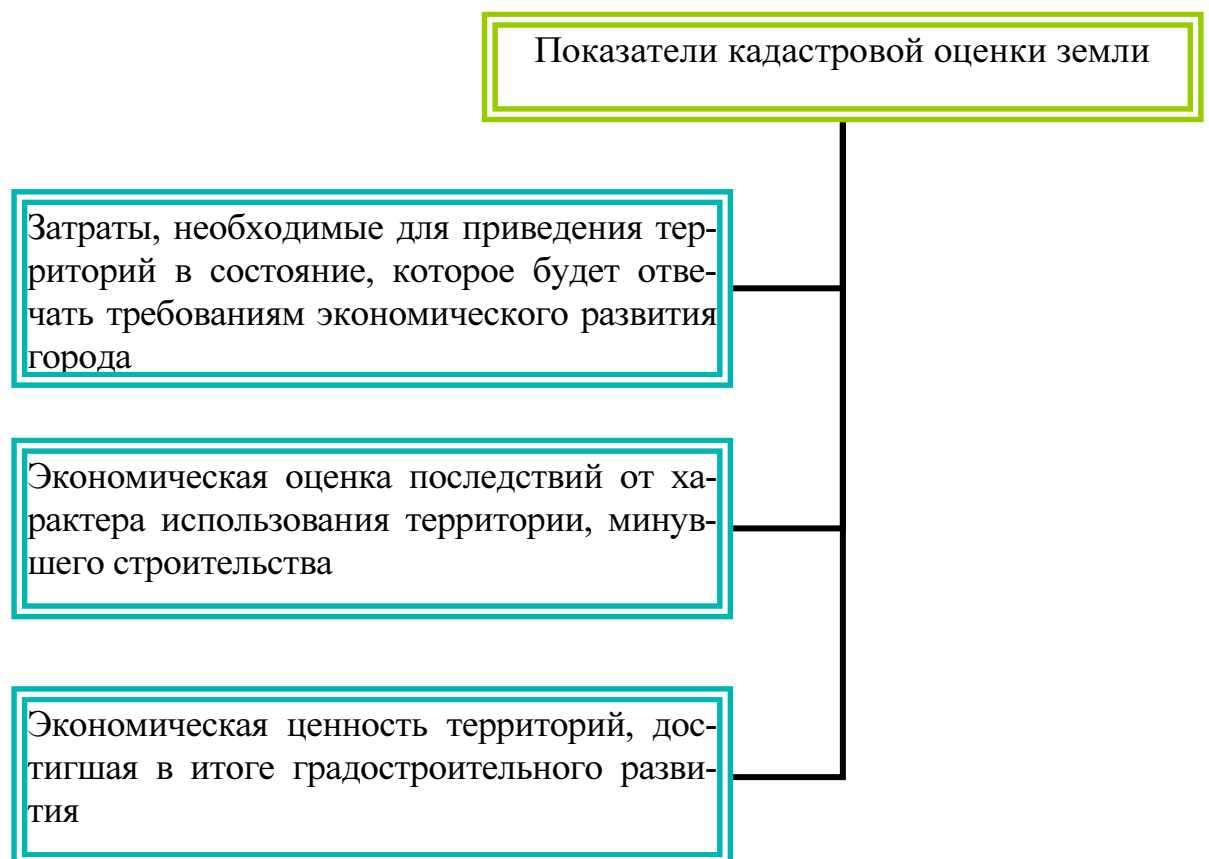 Показатели кадастровой оценки земли
Затраты, необходимые для приведения тер-
риторий в состояние, которое будет отве-
чать требованиям экономического развития
города
Экономическая оценка последствий от ха-
рактера использования территории, минув-
шего строительства
Экономическая ценность территорий, дос-
тигшая в итоге градостроительного разви-
тия